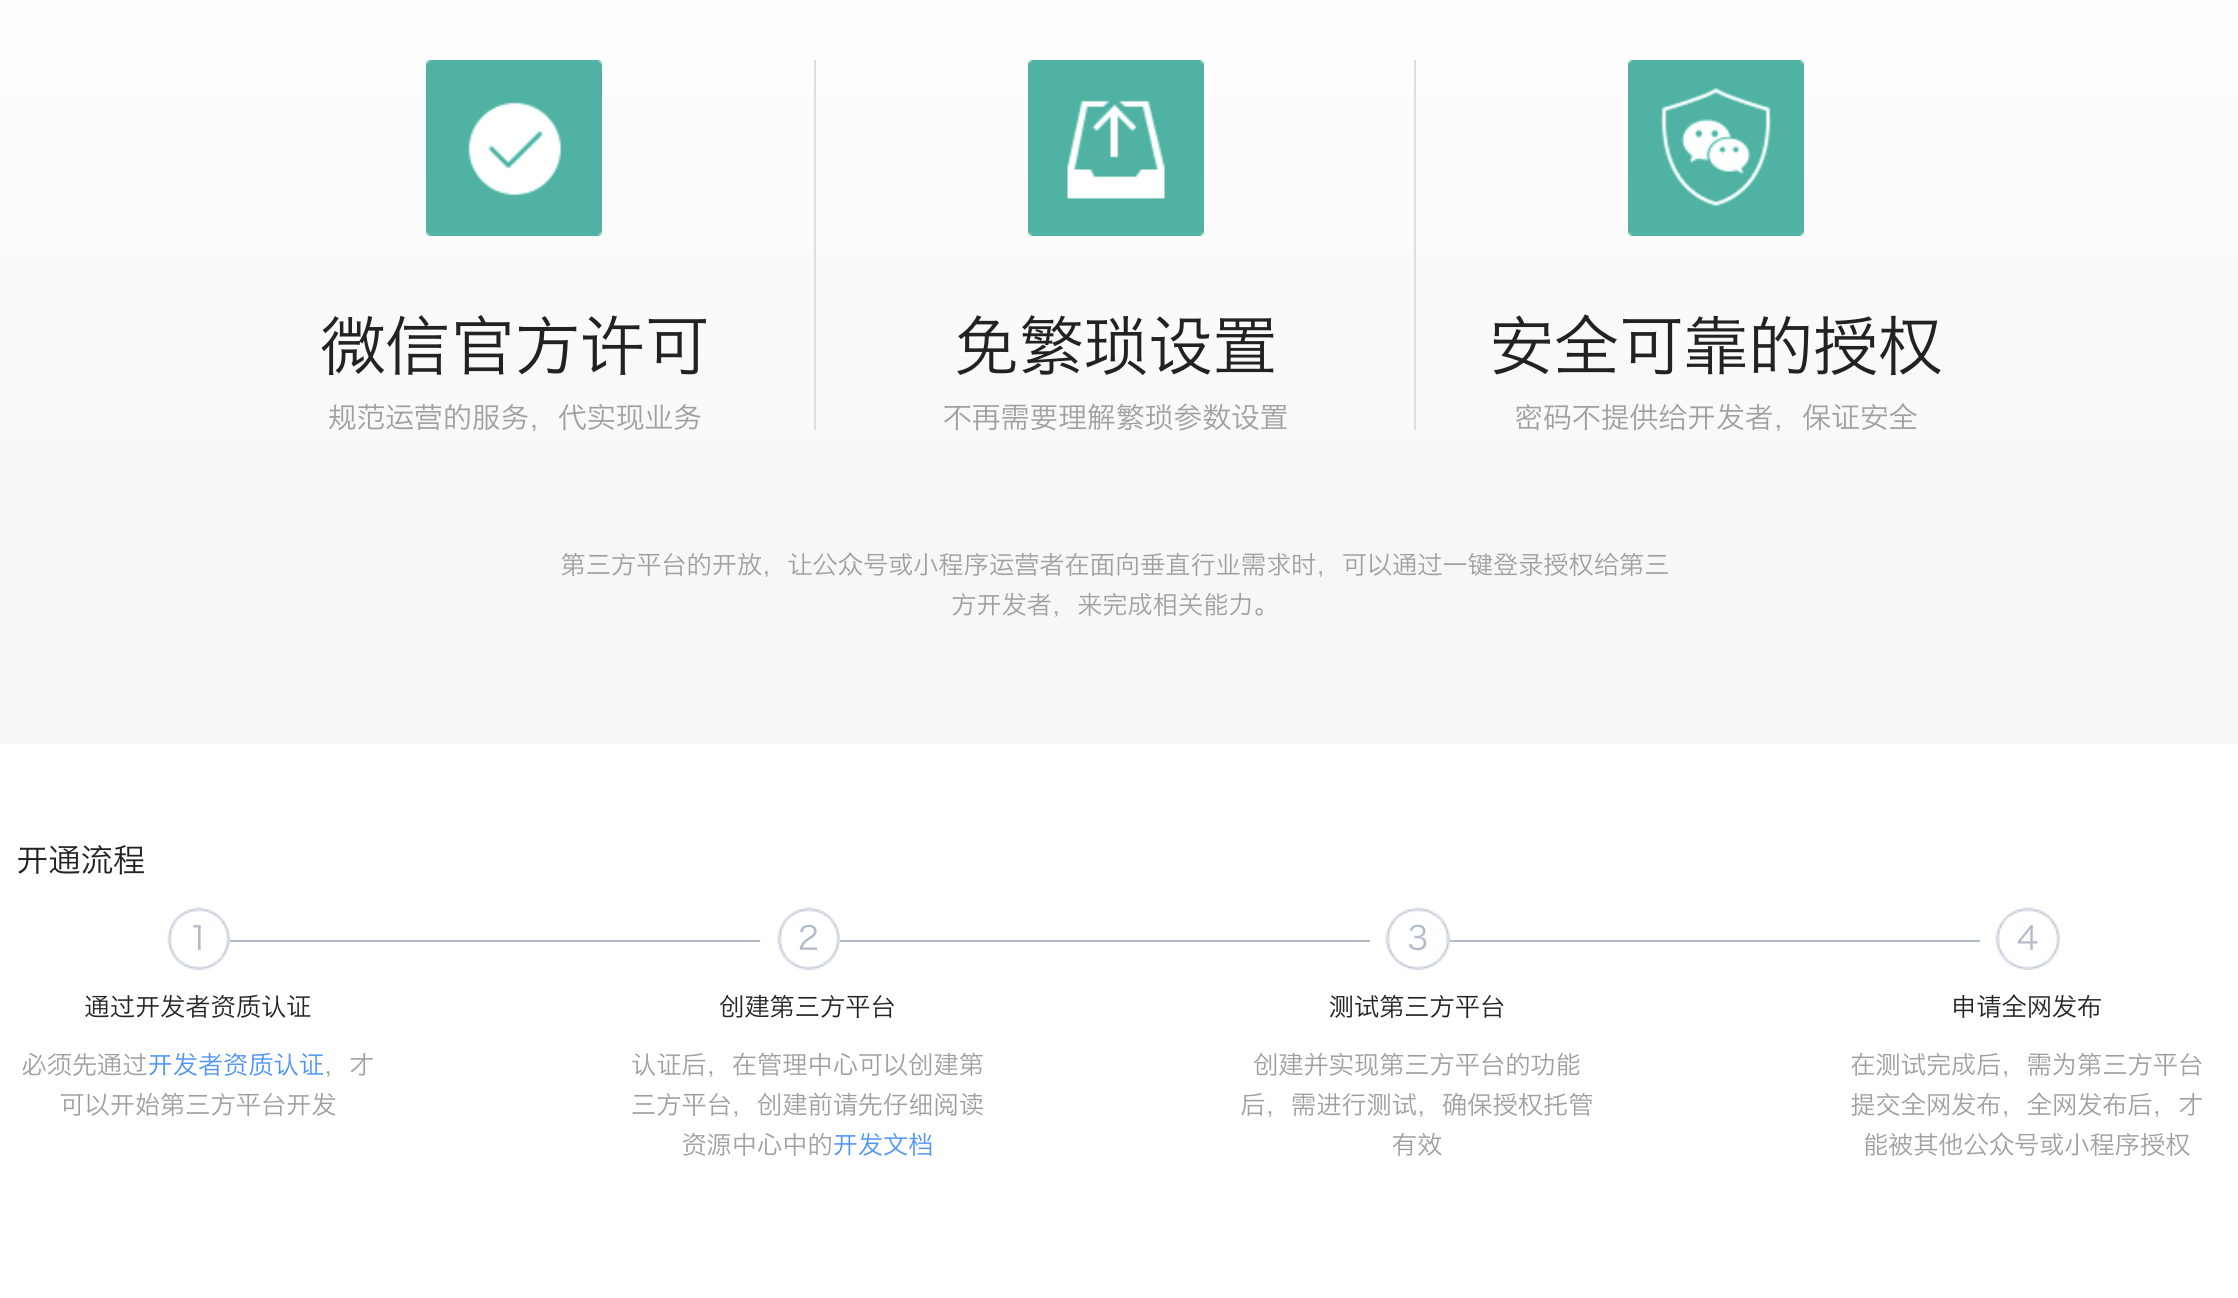 微信官方许可
规范运营的服务，代实现业务
免繁琐设置
不再需要理解繁琐参数设置
安全可靠的授权
密码不提供给开发者，保证安全
第三方平台的开放，让公众号或小程序运营者在面向垂直行业需求时，可以通过一键登录授权给第三
方开发者，来完成相关能力。
开通流程
1
通过开发者资质认证
必须先通过开发者资质认证，才
可以开始第三方平台开发
2
创建第三方平台
认证后，在管理中心可以创建第
三方平台，创建前请先仔细阅读
资源中心中的开发文档
3
测试第三方平台
创建并实现第三方平台的功能
后，需进行测试，确保授权托管
有效
4
申请全网发布
在测试完成后，需为第三方平台
提交全网发布，全网发布后，才
能被其他公众号或小程序授权